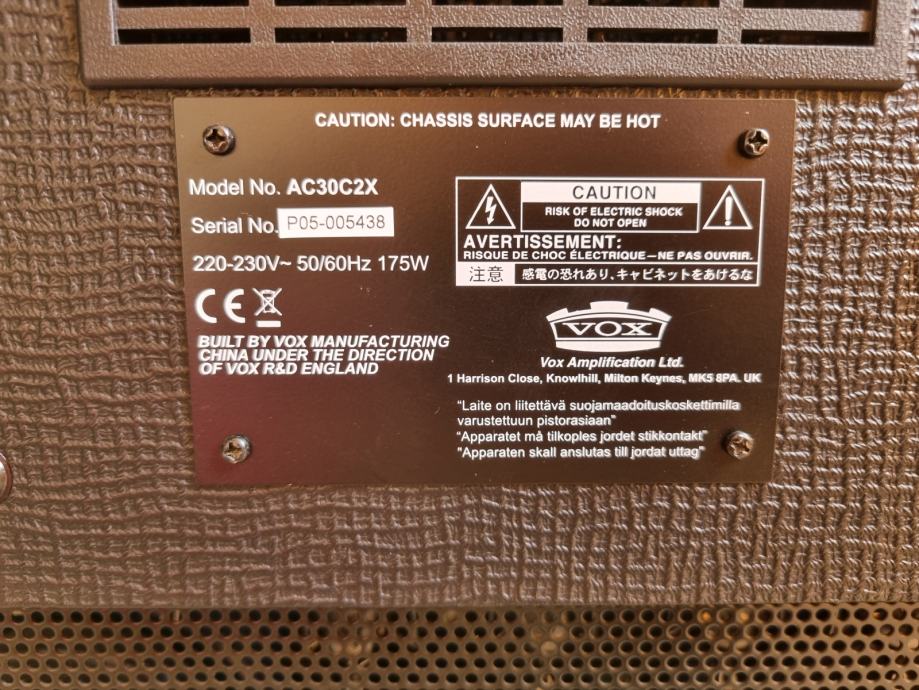 CAUTION: CHASSIS SURFACE MAY BE HOT
Model No. AC30C2X
Serial No. P05-005438
220-230V~ 50/60Hz 175W
CE
BUILT BY VOX MANUFACTURING
CHINA UNDER THE DIRECTION
OF VOX R&D ENGLAND
CAUTION
RISK OF ELECTRIC SHOCK
DO NOT OPEN
AVERTISSEMENT:
RISQUE DE CHOC ÉLECTRIQUE—NE PAS OUVRIR.
注意 感電の恐れあり、キャビネットをあけるな
VOX
Vox Amplification Ltd.
1 Harrison Close, Knowlhill, Milton Keynes, MK5 8PA. UK
"Laite on liitettävä suojamaadoituskoskettimilla
varustettuun pistorasiaan"
"Apparatet må tilkoples jordet stikkontakt"
"Apparaten skall anslutas till jordat uttag"